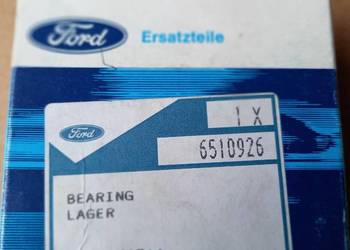 Ford
Ersatzteile
1 X
Ford
6510926
BEARING
LAGER